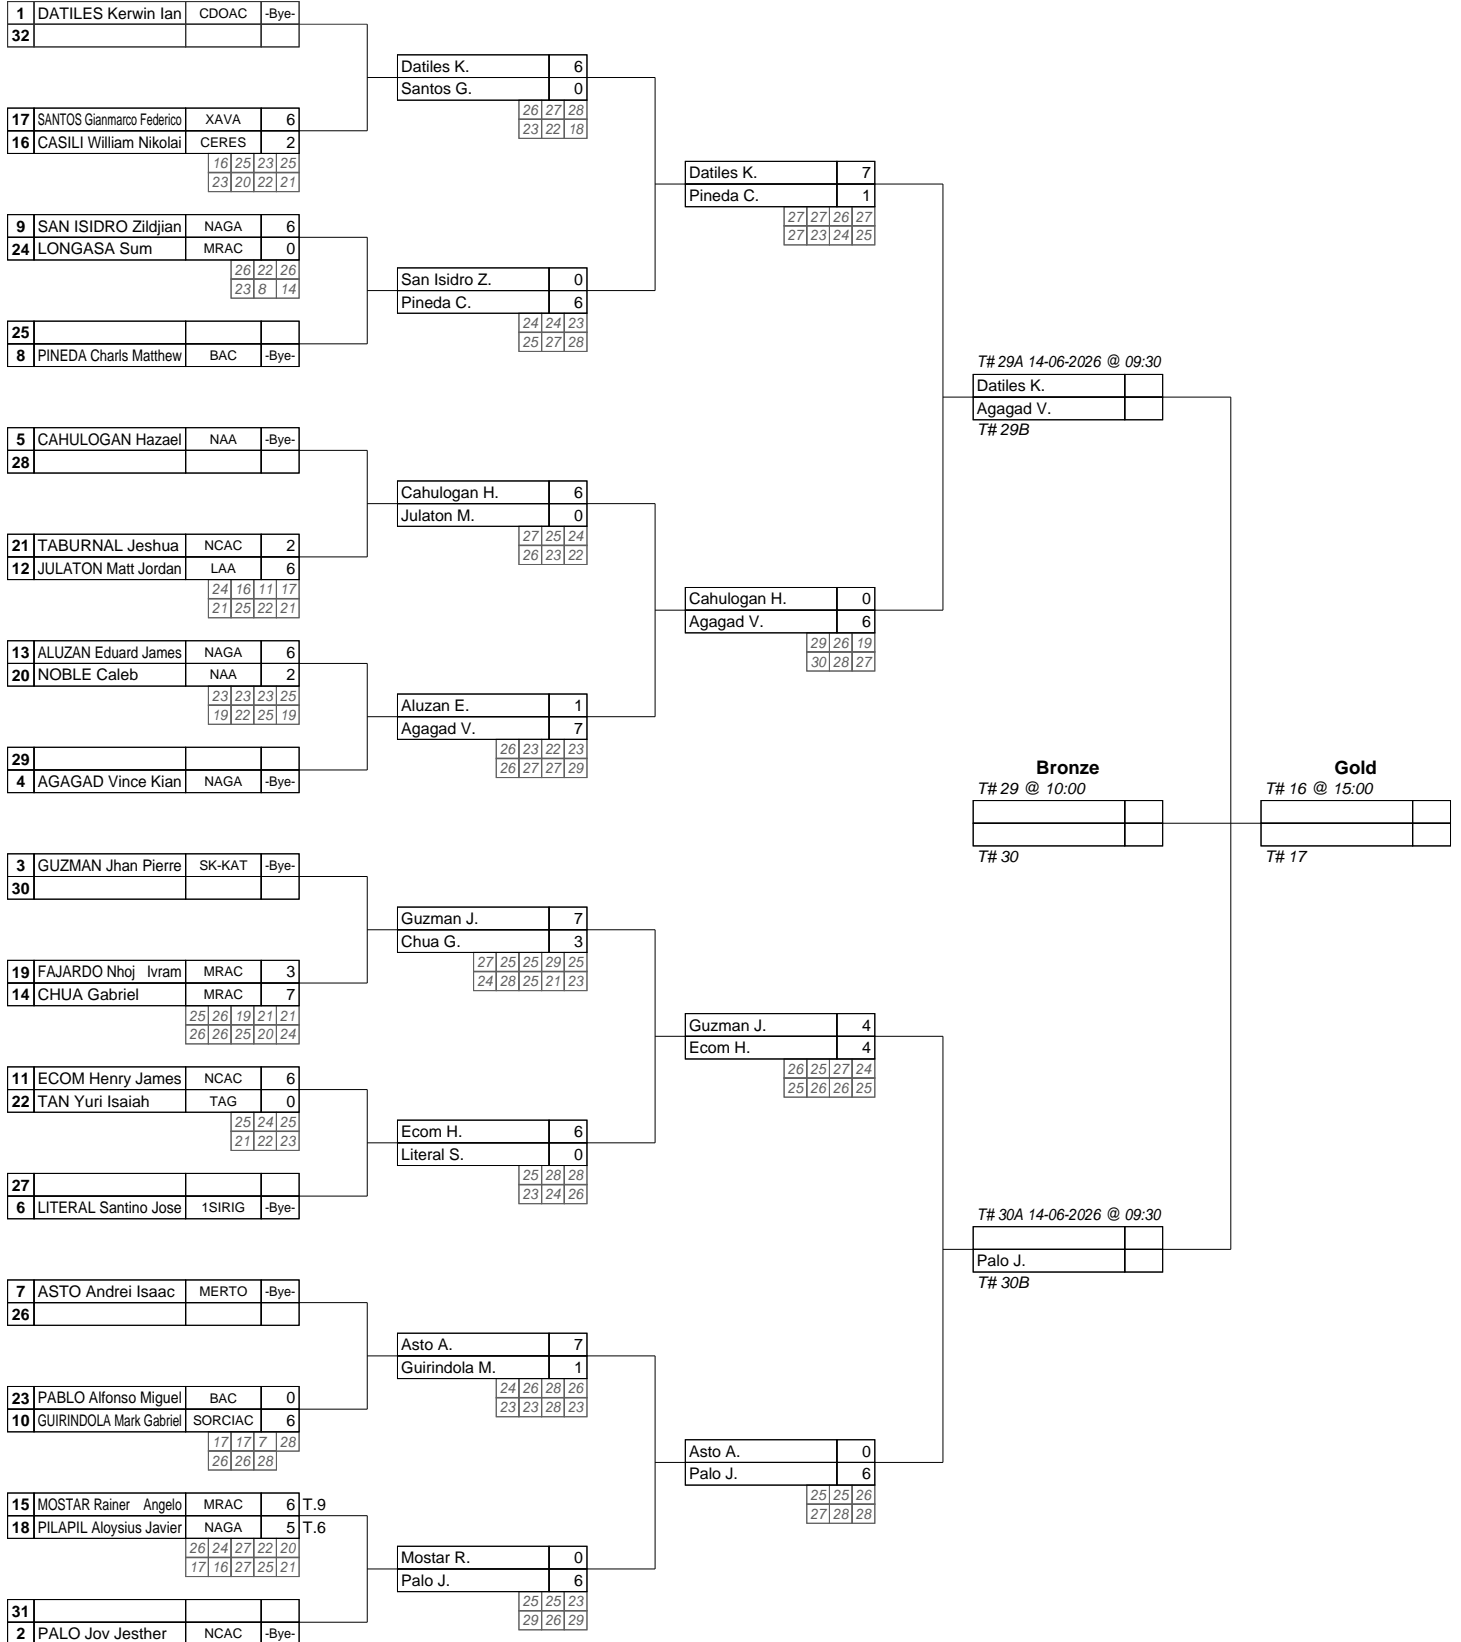 1 DATILES Kerwin Ian CDOAC -Bye-
32
Datiles K. 6
Santos G. 0
26 27 28
23 22 18
17 SANTOS Gianmarco Federico XAVA 6
16 CASILI William Nikolai CERES 2
16 25 23 25
23 20 22 21
Datiles K. 7
Pineda C. 1
27 27 26 27
27 23 24 25
9 SAN ISIDRO Zildjian NAGA 6
24 LONGASA Sum MRAC 0
26 22 26
23 8 14
San Isidro Z. 0
Pineda C. 6
24 24 23
25 27 28
25
8 PINEDA Charls Matthew BAC -Bye-
T# 29A 14-06-2026 @ 09:30
Datiles K.
Agagad V.
T# 29B
5 CAHULOGAN Hazael NAA -Bye-
28
Cahulogan H. 6
Julaton M. 0
27 25 24
26 23 22
21 TABURNAL Jeshua NCAC 2
12 JULATON Matt Jordan LAA 6
24 16 11 17
21 25 22 21
Cahulogan H. 0
Agagad V. 6
29 26 19
30 28 27
13 ALUZAN Eduard James NAGA 6
20 NOBLE Caleb NAA 2
23 23 23 25
19 22 25 19
Aluzan E. 1
Agagad V. 7
26 23 22 23
26 27 27 29
29
4 AGAGAD Vince Kian NAGA -Bye-
Bronze
T# 29 @ 10:00
T# 30
Gold
T# 16 @ 15:00
T# 17
3 GUZMAN Jhan Pierre SK-KAT -Bye-
30
Guzman J. 7
Chua G. 3
27 25 25 29 25
24 28 25 21 23
19 FAJARDO Nhoj Ivram MRAC 3
14 CHUA Gabriel MRAC 7
25 26 19 21 21
26 26 25 20 24
Guzman J. 4
Ecom H. 4
26 25 27 24
25 26 26 25
11 ECOM Henry James NCAC 6
22 TAN Yuri Isaiah TAG 0
25 24 25
21 22 23
Ecom H. 6
Literal S. 0
25 28 28
23 24 26
27
6 LITERAL Santino Jose 1SIRIG -Bye-
T# 30A 14-06-2026 @ 09:30
Palo J.
T# 30B
7 ASTO Andrei Isaac MERTO -Bye-
26
Asto A. 7
Guirindola M. 1
24 26 28 26
23 23 28 23
23 PABLO Alfonso Miguel BAC 0
10 GUIRINDOLA Mark Gabriel SORCIAC 6
17 17 7 28
26 26 28
Asto A. 0
Palo J. 6
25 25 26
27 28 28
15 MOSTAR Rainer Angelo MRAC 6 T.9
18 PILAPIL Aloysius Javier NAGA 5 T.6
26 24 27 22 20
17 16 27 25 21
Mostar R. 0
Palo J. 6
25 25 23
29 26 29
31
2 PALO Joy Jesther NCAC -Bye-